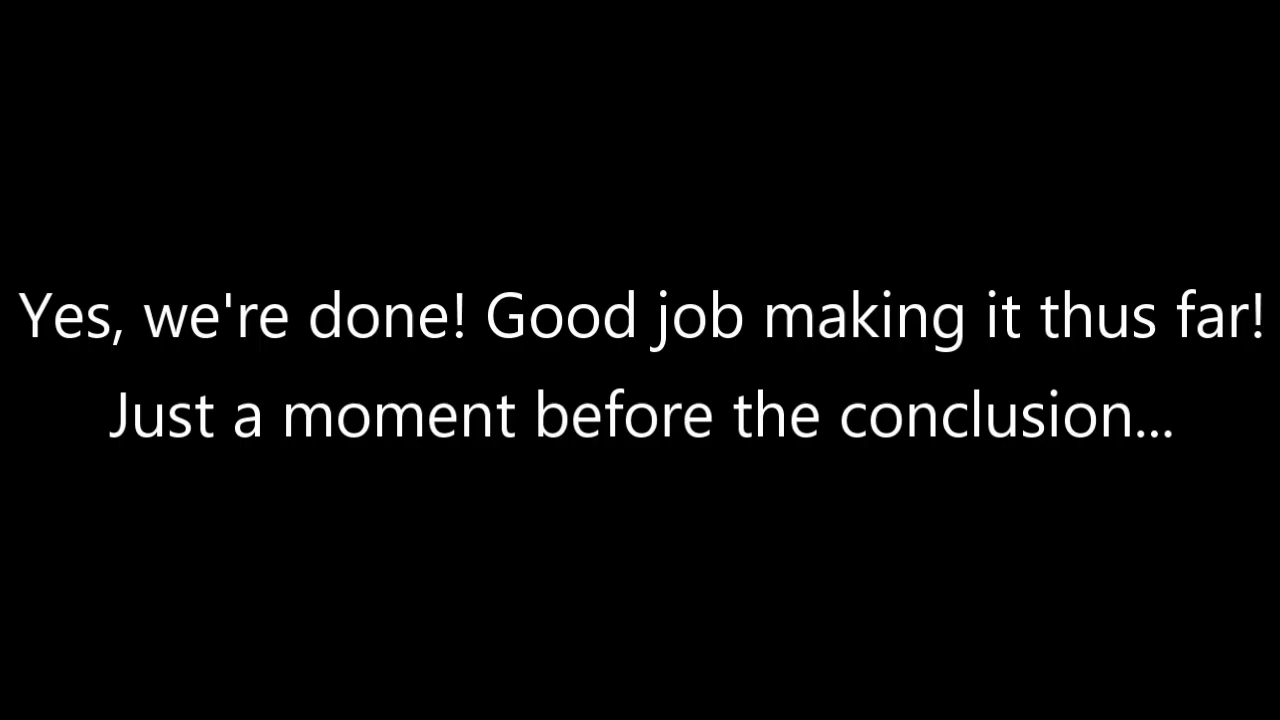 Yes, we're done! Good job making it thus far!
Just a moment before the conclusion...